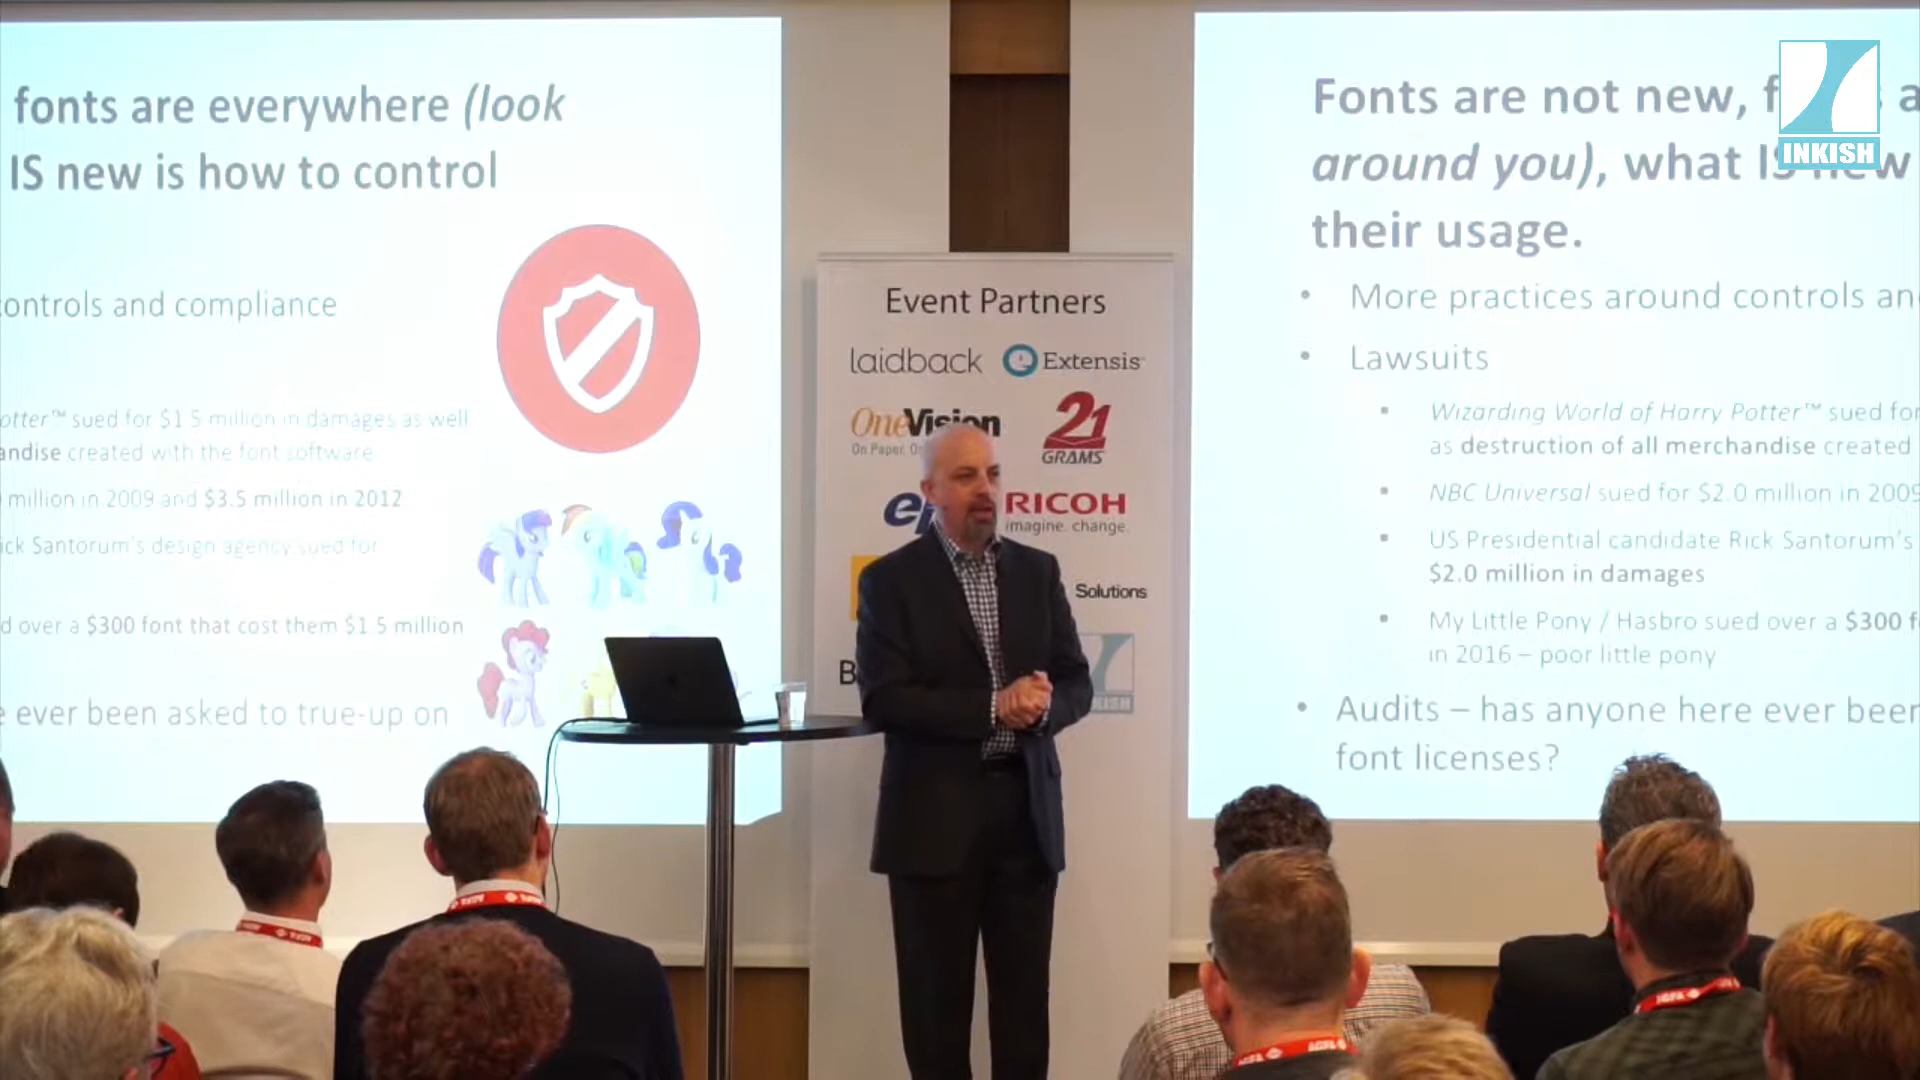 fonts are everywhere (look
IS new is how to control
controls and compliance
otter™ sued for $1.5 million in damages as well
andise created with the font software
million in 2009 and $3.5 million in 2012
ick Santorum's design agency sued for
d over a $300 font that cost them $1.5 million
ever been asked to true-up on
Event Partners
laidback
Extensis
OneVision
On Paper.
21
GRAMS
RICOH
imagine. change.
Solutions
B
Fonts are not new,
around you), what IS new
their usage.
• More practices around controls an
• Lawsuits
▪ Wizarding World of Harry Potter™ sued for
as destruction of all merchandise created
▪ NBC Universal sued for $2.0 million in 2009
▪ US Presidential candidate Rick Santorum's
$2.0 million in damages
▪ My Little Pony / Hasbro sued over a $300 f
in 2016 – poor little pony
• Audits – has anyone here ever been
font licenses?
INKISH